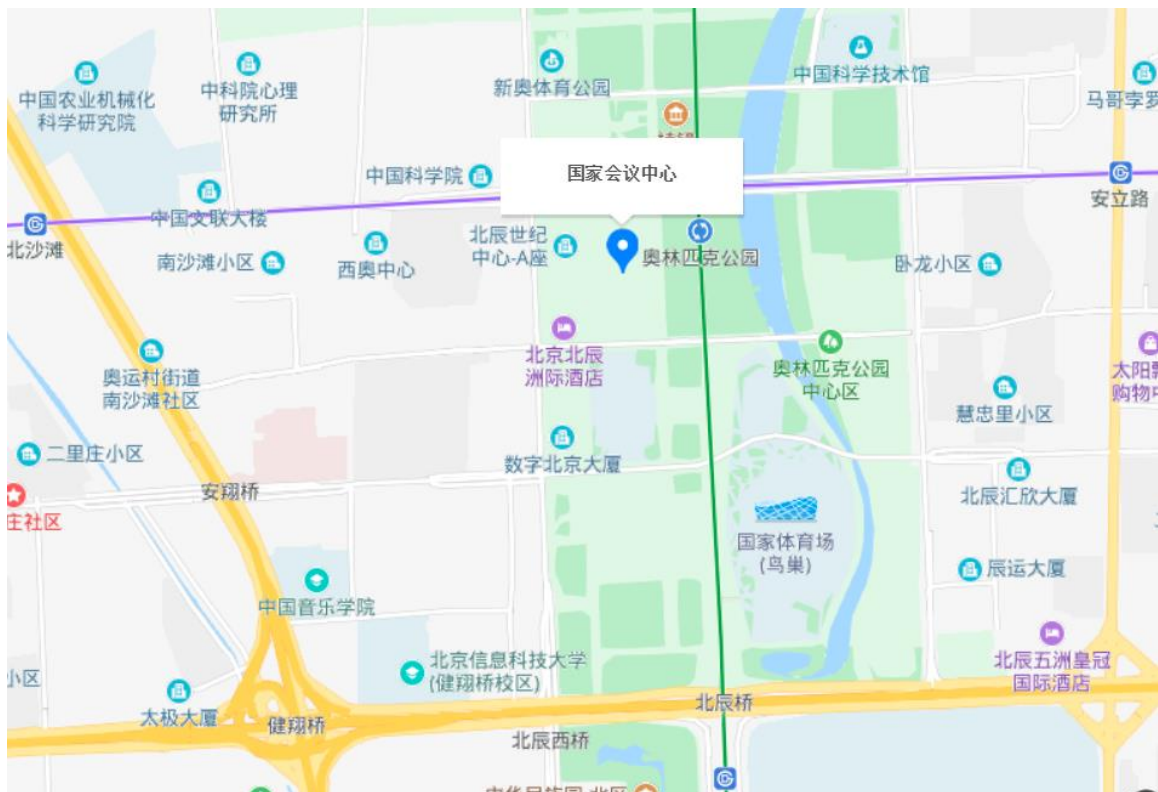 新奥体育公园
中国科学技术馆
中国农业机械化
科学研究院
中科院心理
研究所
马哥孛罗
国家会议中心
中国科学院
安立路
中国文联大楼
北沙滩
北辰世纪
中心-A座
奥林匹克公园
南沙滩小区
西奥中心
卧龙小区
北京北辰
洲际酒店
奥林匹克公园
中心区
奥运村街道
南沙滩社区
太阳
购物中
慧忠里小区
二里庄小区
数字北京大厦
安翔桥
北辰汇欣大厦
庄社区
国家体育场
(鸟巢)
辰运大厦
中国音乐学院
北京信息科技大学
(健翔桥校区)
北辰五洲皇冠
国际酒店
小区
太极大厦
健翔桥
北辰桥
北辰西桥